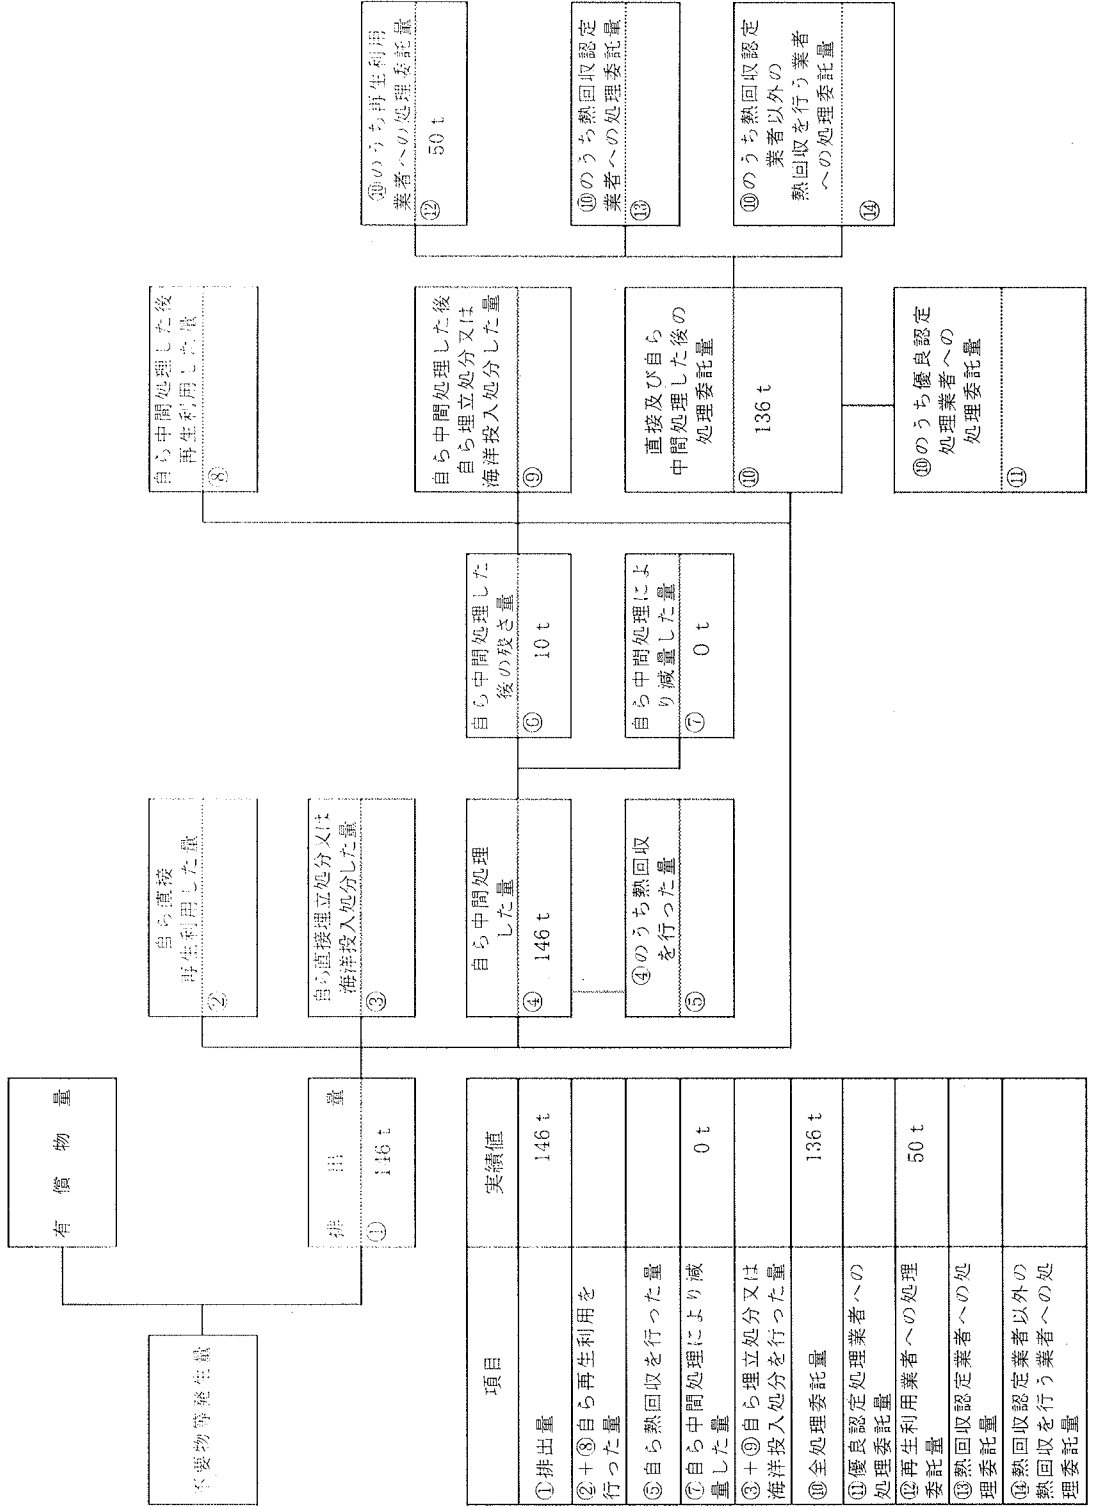 不要物等発生量
有償物量
排出量
① 146 t
自ら直接
再生利用した量
②
自ら直接埋立処分又は
海洋投入処分した量
③
自ら中間処理
した量
④ 146 t
④のうち熱回収
を行った量
⑤
自ら中間処理した
後の残さ量
⑥ 10 t
自ら中間処理によ
り減量した量
⑦ 0 t
自ら中間処理した後
再生利用した量
⑧
自ら中間処理した後
自ら埋立処分又は
海洋投入処分した量
⑨
直接及び自ら
中間処理した後の
処理委託量
⑩ 136 t
⑩のうち優良認定
処理業者への
処理委託量
⑪
⑩のうち再生利用
業者への処理委託量
⑫ 50 t
⑩のうち熱回収認定
業者への処理委託量
⑬
⑩のうち熱回収認定
業者以外の
熱回収を行う業者
への処理委託量
⑭
項目 実績値
①排出量 146 t
②+⑧自ら再生利用を
行った量
⑤自ら熱回収を行った量
⑦自ら中間処理により減
量した量 0 t
③+⑨自ら埋立処分又は
海洋投入処分を行った量
⑩全処理委託量 136 t
⑪優良認定処理業者への
処理委託量
⑫再生利用業者への処理
委託量 50 t
⑬熱回収認定業者への処
理委託量
⑭熱回収認定業者以外の
熱回収を行う業者への処
理委託量